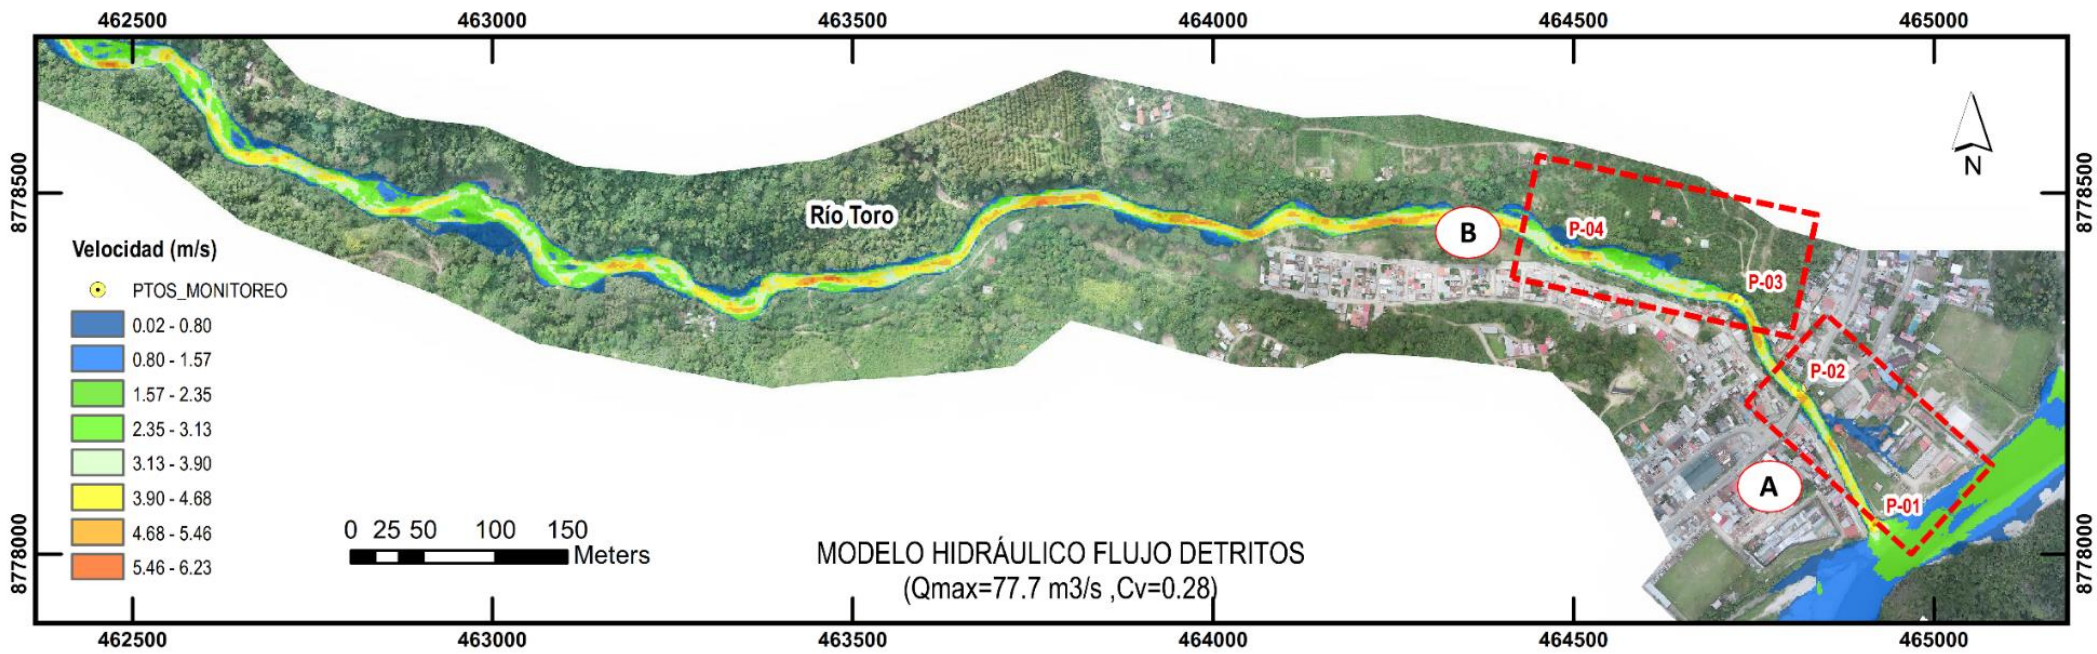 462500 463000 463500 464000 464500 465000
8778500
8778500
N
Río Toro
B
P-04
P-03
P-02
A
P-01
Velocidad (m/s)
PTOS_MONITOREO
0.02 - 0.80
0.80 - 1.57
1.57 - 2.35
2.35 - 3.13
3.13 - 3.90
3.90 - 4.68
4.68 - 5.46
5.46 - 6.23
0 25 50 100 150
Meters
MODELO HIDRÁULICO FLUJO DETRITOS
(Qmax=77.7 m3/s ,Cv=0.28)
8778000
8778000
462500 463000 463500 464000 464500 465000